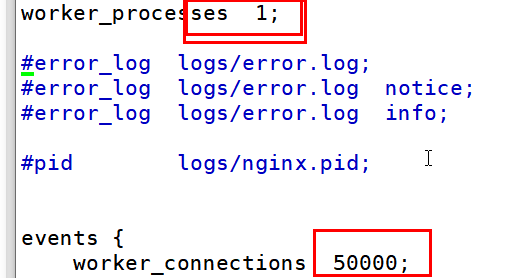 worker_processes  1;
#error_log  logs/error.log;
#error_log  logs/error.log  notice;
#error_log  logs/error.log  info;
#pid        logs/nginx.pid;
events {
    worker_connections  50000;